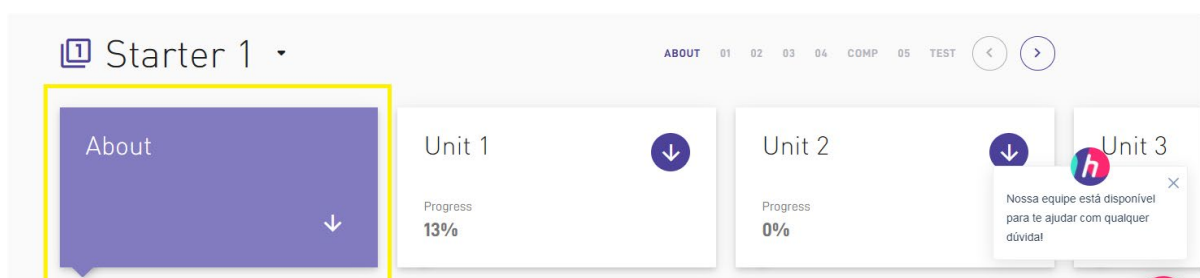 1 Starter 1
ABOUT 01 02 03 04 COMP 05 TEST
About
Unit 1
Progress
13%
Unit 2
Progress
0%
Unit 3
h
Nossa equipe está disponível
para te ajudar com qualquer
dúvida!